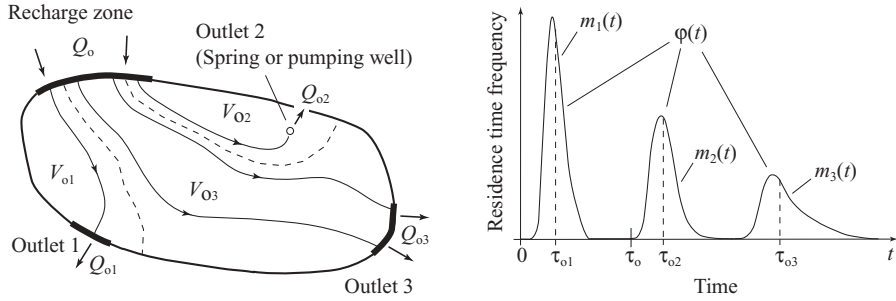 Recharge zone
Qo
Outlet 2
(Spring or pumping well)
Qo2
VO2
Vo1
VO3
Outlet 1
Qo1
Qo3
Outlet 3
Residence time frequency
m1(t)
φ(t)
m2(t)
m3(t)
0
τo1
τo
τo2
τo3
t
Time